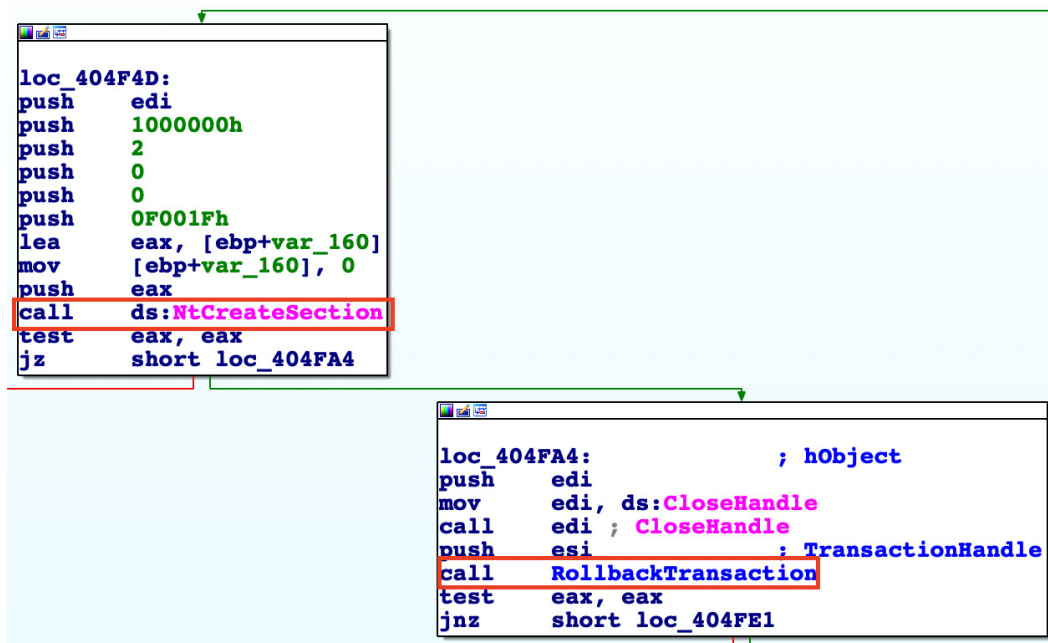 loc_404F4D:
push edi
push 1000000h
push 2
push 0
push 0
push 0F001Fh
lea eax, [ebp+var_160]
mov [ebp+var_160], 0
push eax
call ds:NtCreateSection
test eax, eax
jz short loc_404FA4
loc_404FA4: ; hObject
push edi
mov edi, ds:CloseHandle
call edi ; CloseHandle
push esi ; TransactionHandle
call RollbackTransaction
test eax, eax
jnz short loc_404FE1